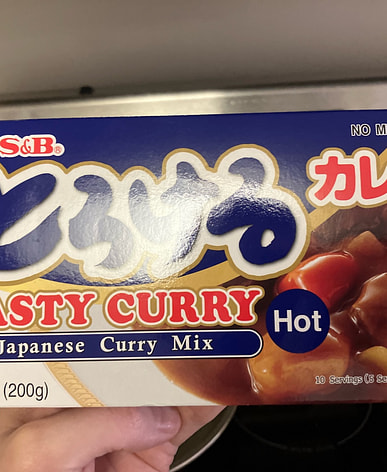 S&B®
NO M
とろける
カレ
ASTY CURRY
Hot
Japanese Curry Mix
(200g)
10 Servings (5 Se